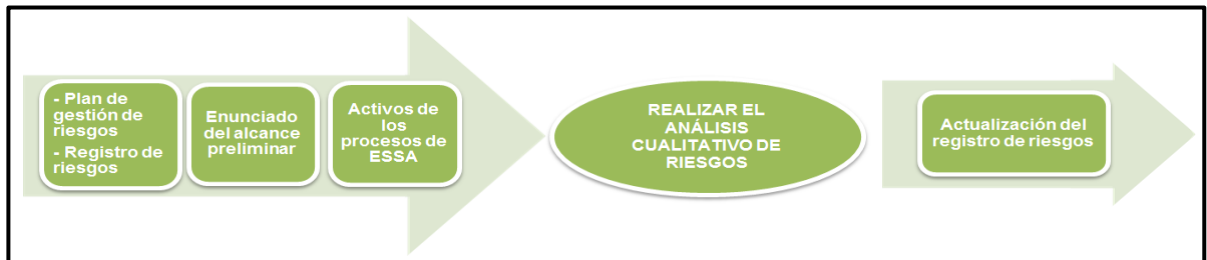 - Plan de
gestión de
riesgos
- Registro de
riesgos
Enunciado
del alcance
preliminar
Activos de
los
procesos de
ESSA
REALIZAR EL
ANÁLISIS
CUALITATIVO DE
RIESGOS
Actualización del
registro de riesgos